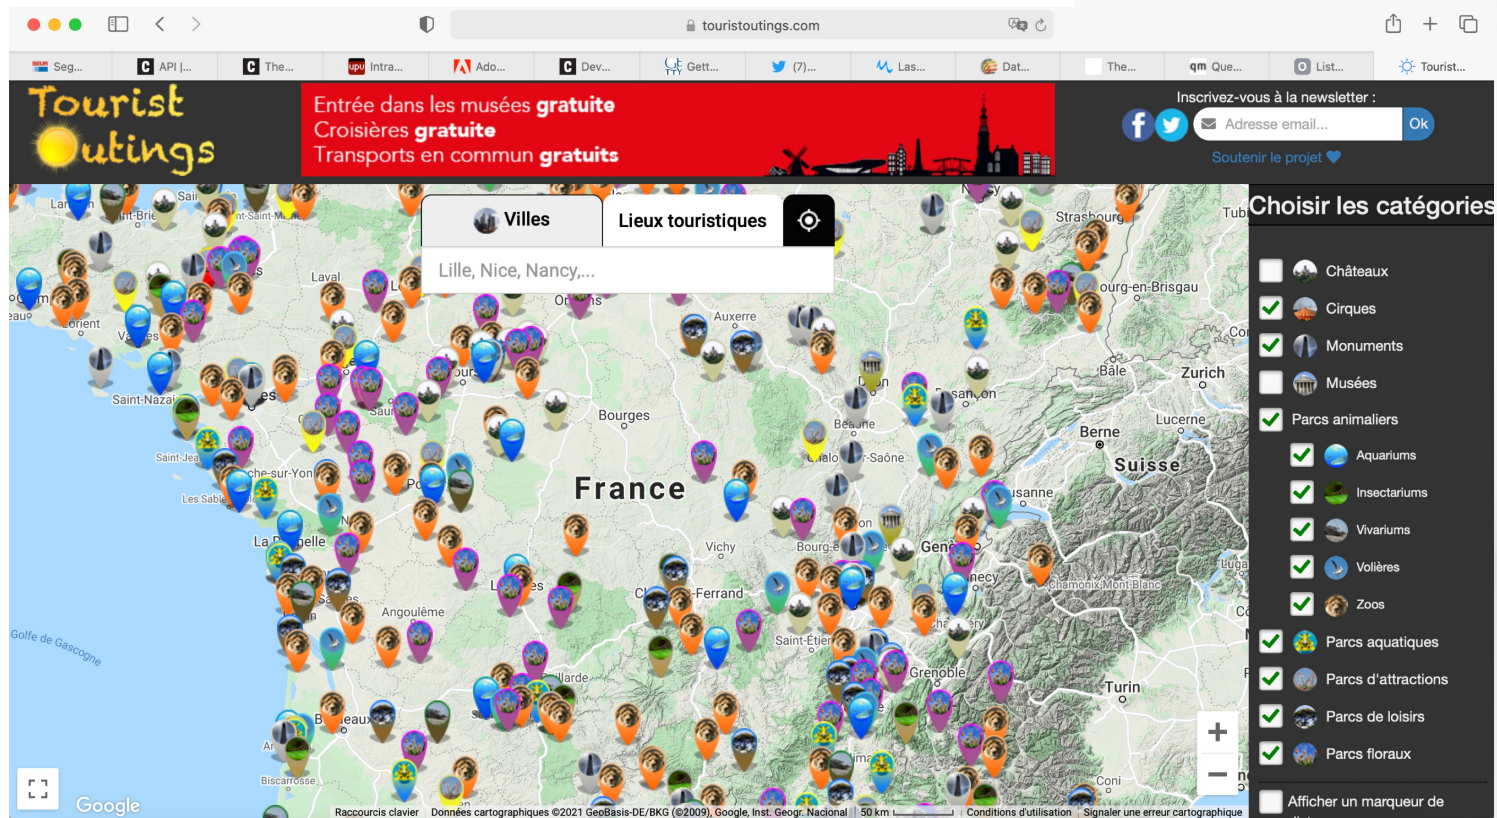 touristoutings.com
Seg...
API |...
The...
Intra...
Ado...
Dev...
Gett...
(7)...
Las...
Dat...
The...
Que...
List...
Tourist...
Tourist
Outings
Entrée dans les musées gratuite
Croisières gratuite
Transports en commun gratuits
Inscrivez-vous à la newsletter :
Adresse email...
Ok
Soutenir le projet
Villes
Lieux touristiques
Lille, Nice, Nancy,...
Choisir les catégories
Châteaux
Cirques
Monuments
Musées
Parcs animaliers
Aquariums
Insectariums
Vivariums
Volières
Zoos
Parcs aquatiques
Parcs d'attractions
Parcs de loisirs
Parcs floraux
Afficher un marqueur de
Strasbourg
Laval
Auxerre
Saint-Nazai
Bourges
Bâle
Zurich
Lucerne
Berne
Suisse
Beaune
France
Vichy
Angoulême
Chamonix-Mont-Blanc
Golfe de Gascogne
Grenoble
Turin
Biscarrosse
Coni
+
−
Google
Raccourcis clavier
Données cartographiques ©2021 GeoBasis-DE/BKG (©2009), Google, Inst. Geogr. Nacional
50 km
Conditions d'utilisation
Signaler une erreur cartographique